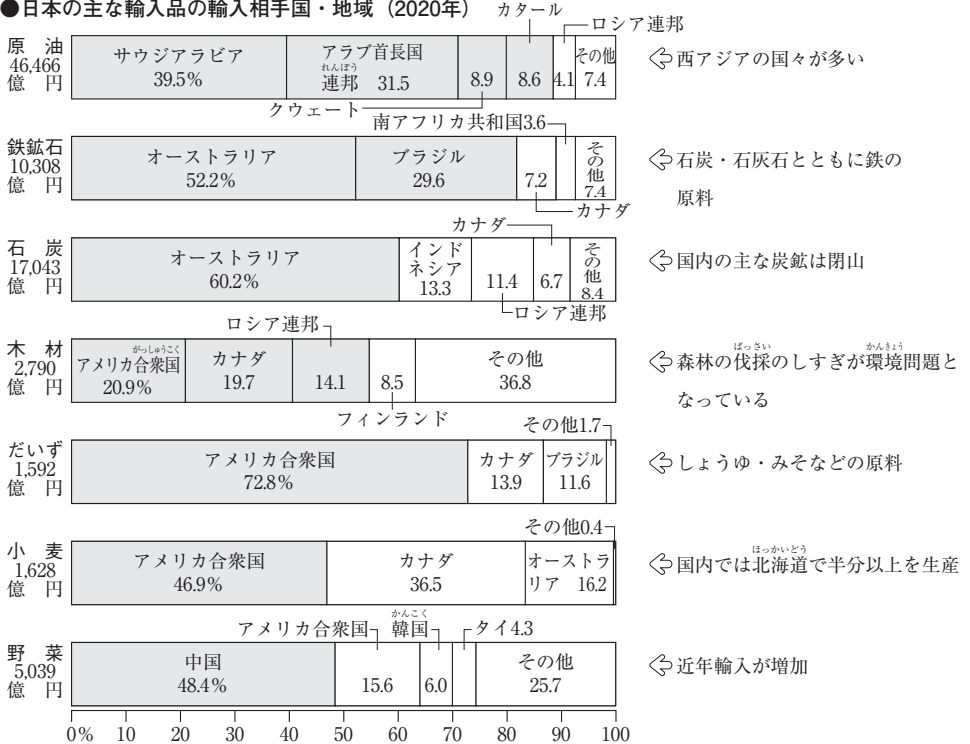 ●日本の主な輸入品の輸入相手国・地域（2020年）
カタール
ロシア連邦
原油
46,466
億円
サウジアラビア
39.5%
アラブ首長国
れんぽう
連邦 31.5
8.9
8.6
4.1
その他
7.4
クウェート
⇦西アジアの国々が多い
南アフリカ共和国3.6
鉄鉱石
10,308
億円
オーストラリア
52.2%
ブラジル
29.6
7.2
その他
7.4
カナダ
⇦石炭・石灰石とともに鉄の
原料
カナダ
石炭
17,043
億円
オーストラリア
60.2%
インド
ネシア
13.3
11.4
6.7
その他
8.4
ロシア連邦
⇦国内の主な炭鉱は閉山
ロシア連邦
木材
2,790
億円
がっしゅうこく
アメリカ合衆国
20.9%
カナダ
19.7
14.1
8.5
その他
36.8
フィンランド
ばっさい かんきょう
⇦森林の伐採のしすぎが環境問題と
なっている
その他1.7
だいず
1,592
億円
アメリカ合衆国
72.8%
カナダ
13.9
ブラジル
11.6
⇦しょうゆ・みそなどの原料
その他0.4
小麦
1,628
億円
アメリカ合衆国
46.9%
カナダ
36.5
オーストラ
リア 16.2
ほっかいどう
⇦国内では北海道で半分以上を生産
かんこく
アメリカ合衆国
韓国
タイ4.3
野菜
5,039
億円
中国
48.4%
15.6
6.0
その他
25.7
⇦近年輸入が増加
0% 10 20 30 40 50 60 70 80 90 100